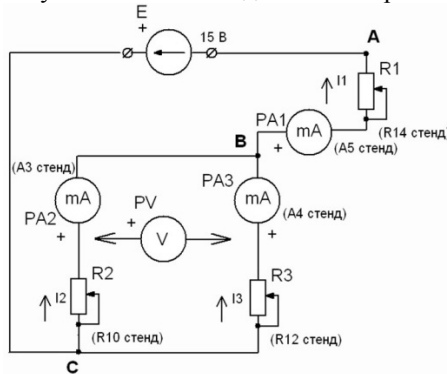 E
+
15 В
A
R1
I1
PA1
mA
+
(R14 стенд)
(A5 стенд)
B
(A3 стенд)
mA
PA2
+
PV
+
V
PA3
mA
(A4 стенд)
+
R2
I2
(R10 стенд)
R3
I3
(R12 стенд)
C